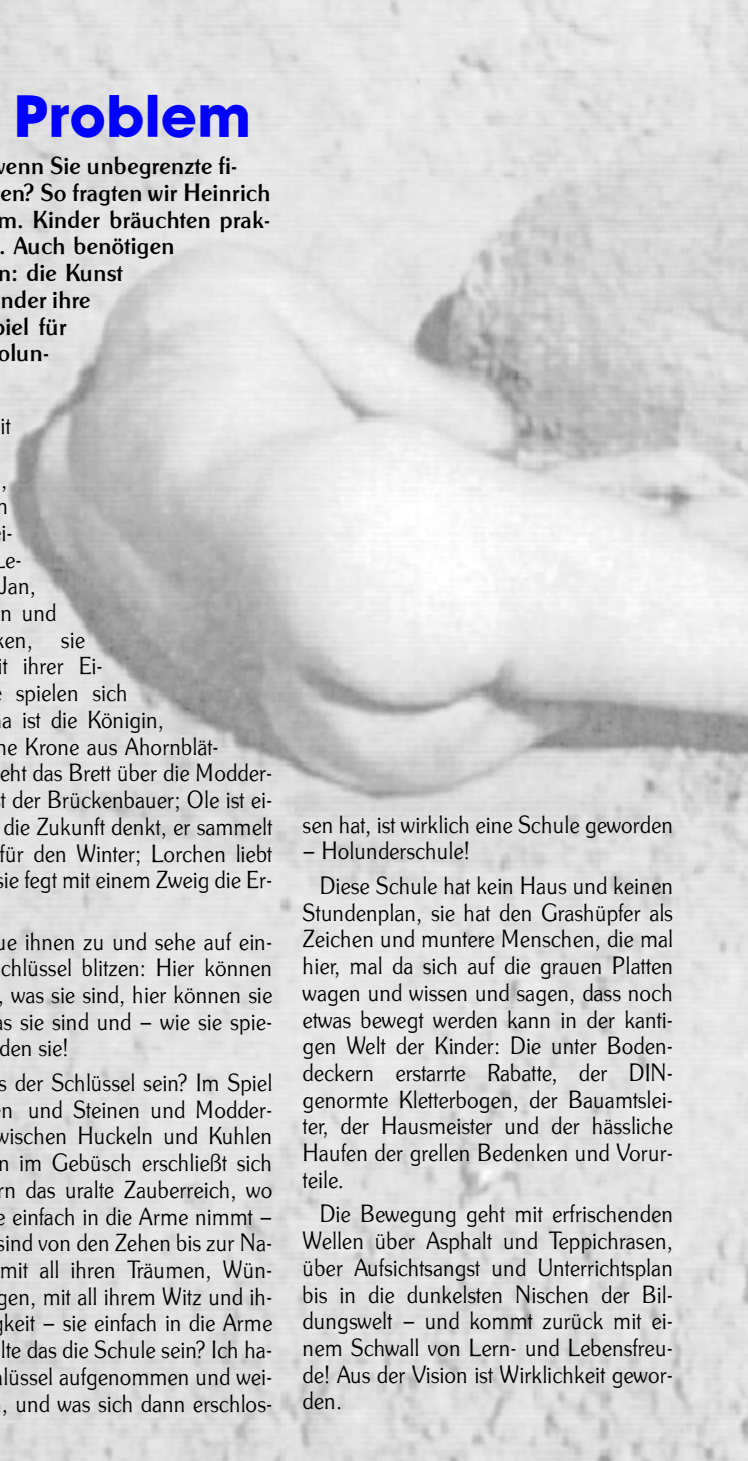 Problem
wenn Sie unbegrenzte fi-
en? So fragten wir Heinrich
m. Kinder bräuchten prak-
. Auch benötigen
n: die Kunst
nder ihre
piel für
olun-
it
,
n
ei-
Le-
Jan,
n und
ken, sie
it ihrer Ei-
e spielen sich
na ist die Königin,
ne Krone aus Ahornblät-
eht das Brett über die Modder-
st der Brückenbauer; Ole ist ei-
die Zukunft denkt, er sammelt
für den Winter; Lorchen liebt
sie fegt mit einem Zweig die Er-
ue ihnen zu und sehe auf ein-
chlüssel blitzen: Hier können
, was sie sind, hier können sie
as sie sind und – wie sie spie-
den sie!
s der Schlüssel sein? Im Spiel
en und Steinen und Modder-
wischen Huckeln und Kuhlen
n im Gebüsch erschließt sich
rn das uralte Zauberreich, wo
e einfach in die Arme nimmt –
sind von den Zehen bis zur Na-
mit all ihren Träumen, Wün-
gen, mit all ihrem Witz und ih-
gkeit – sie einfach in die Arme
lte das die Schule sein? Ich ha-
hlüssel aufgenommen und wei-
, und was sich dann erschlos-
sen hat, ist wirklich eine Schule geworden
– Holunderschule!
Diese Schule hat kein Haus und keinen
Stundenplan, sie hat den Grashüpfer als
Zeichen und muntere Menschen, die mal
hier, mal da sich auf die grauen Platten
wagen und wissen und sagen, dass noch
etwas bewegt werden kann in der kanti-
gen Welt der Kinder: Die unter Boden-
deckern erstarrte Rabatte, der DIN-
genormte Kletterbogen, der Bauamtslei-
ter, der Hausmeister und der hässliche
Haufen der grellen Bedenken und Vorur-
teile.
Die Bewegung geht mit erfrischenden
Wellen über Asphalt und Teppichrasen,
über Aufsichtsangst und Unterrichtsplan
bis in die dunkelsten Nischen der Bil-
dungswelt – und kommt zurück mit ei-
nem Schwall von Lern- und Lebensfreu-
de! Aus der Vision ist Wirklichkeit gewor-
den.